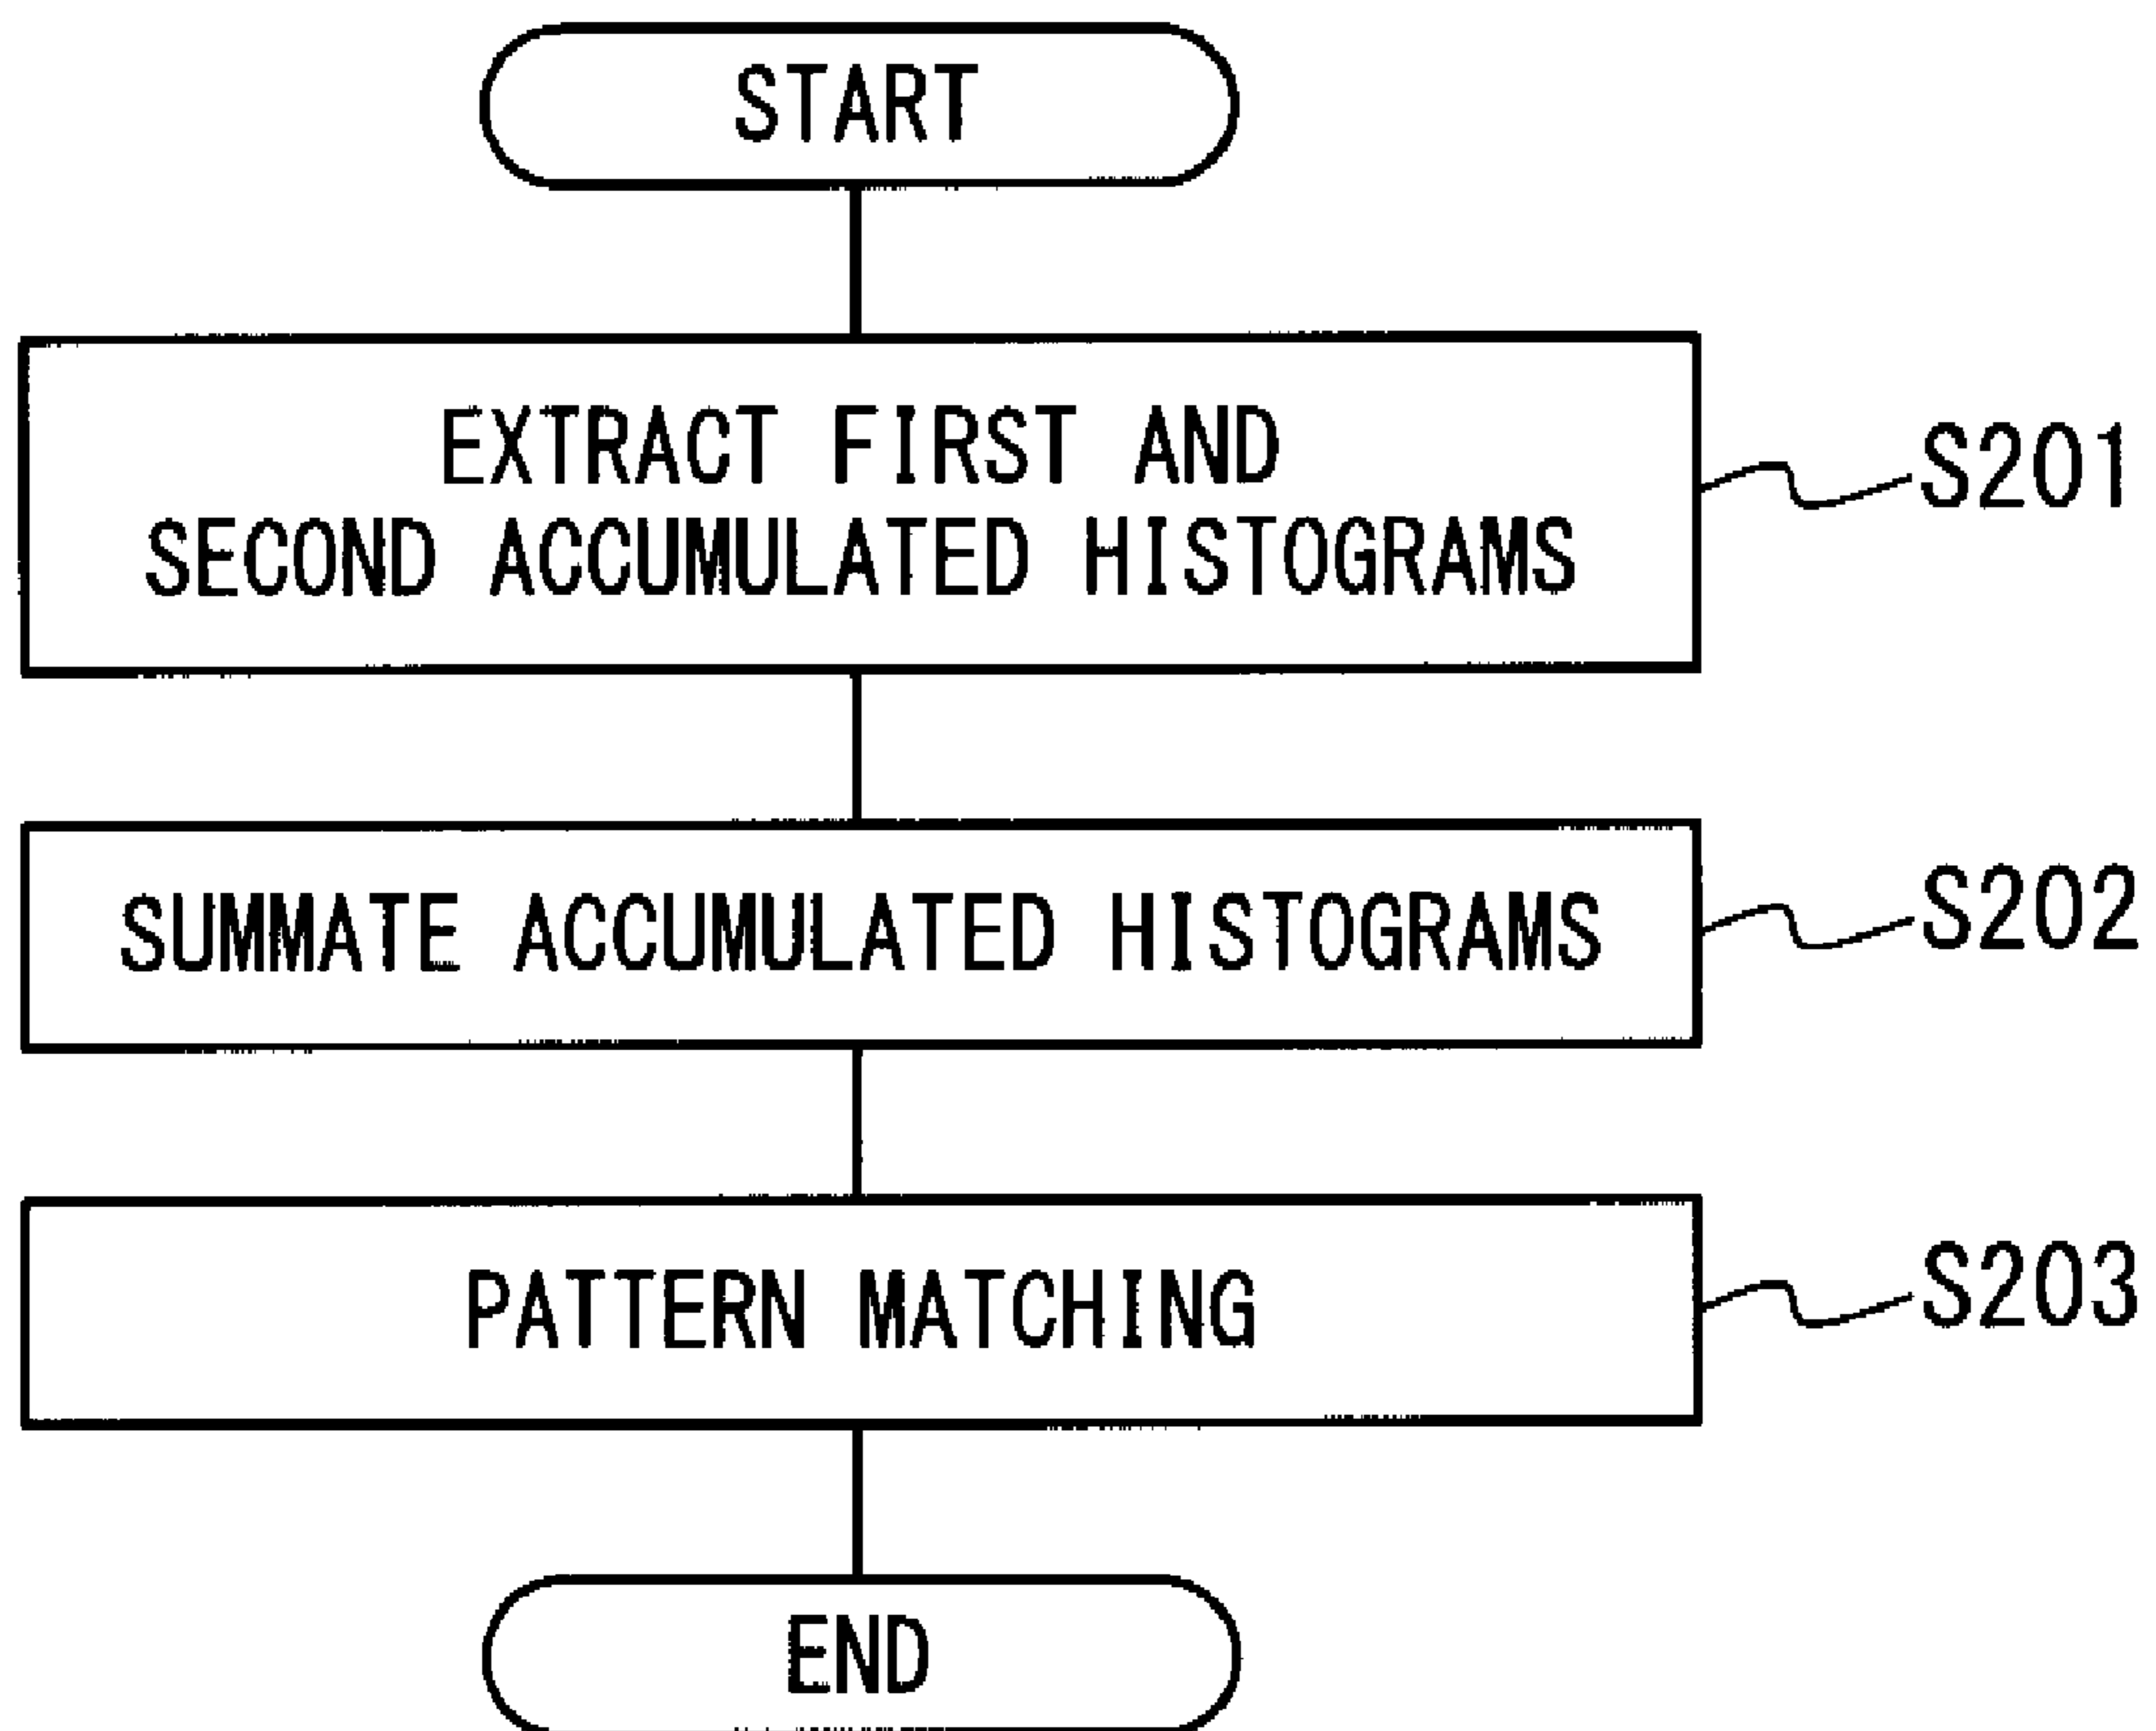 START
EXTRACT FIRST AND
SECOND ACCUMULATED HISTOGRAMS
S201
SUMMATE ACCUMULATED HISTOGRAMS
S202
PATTERN MATCHING
S203
END